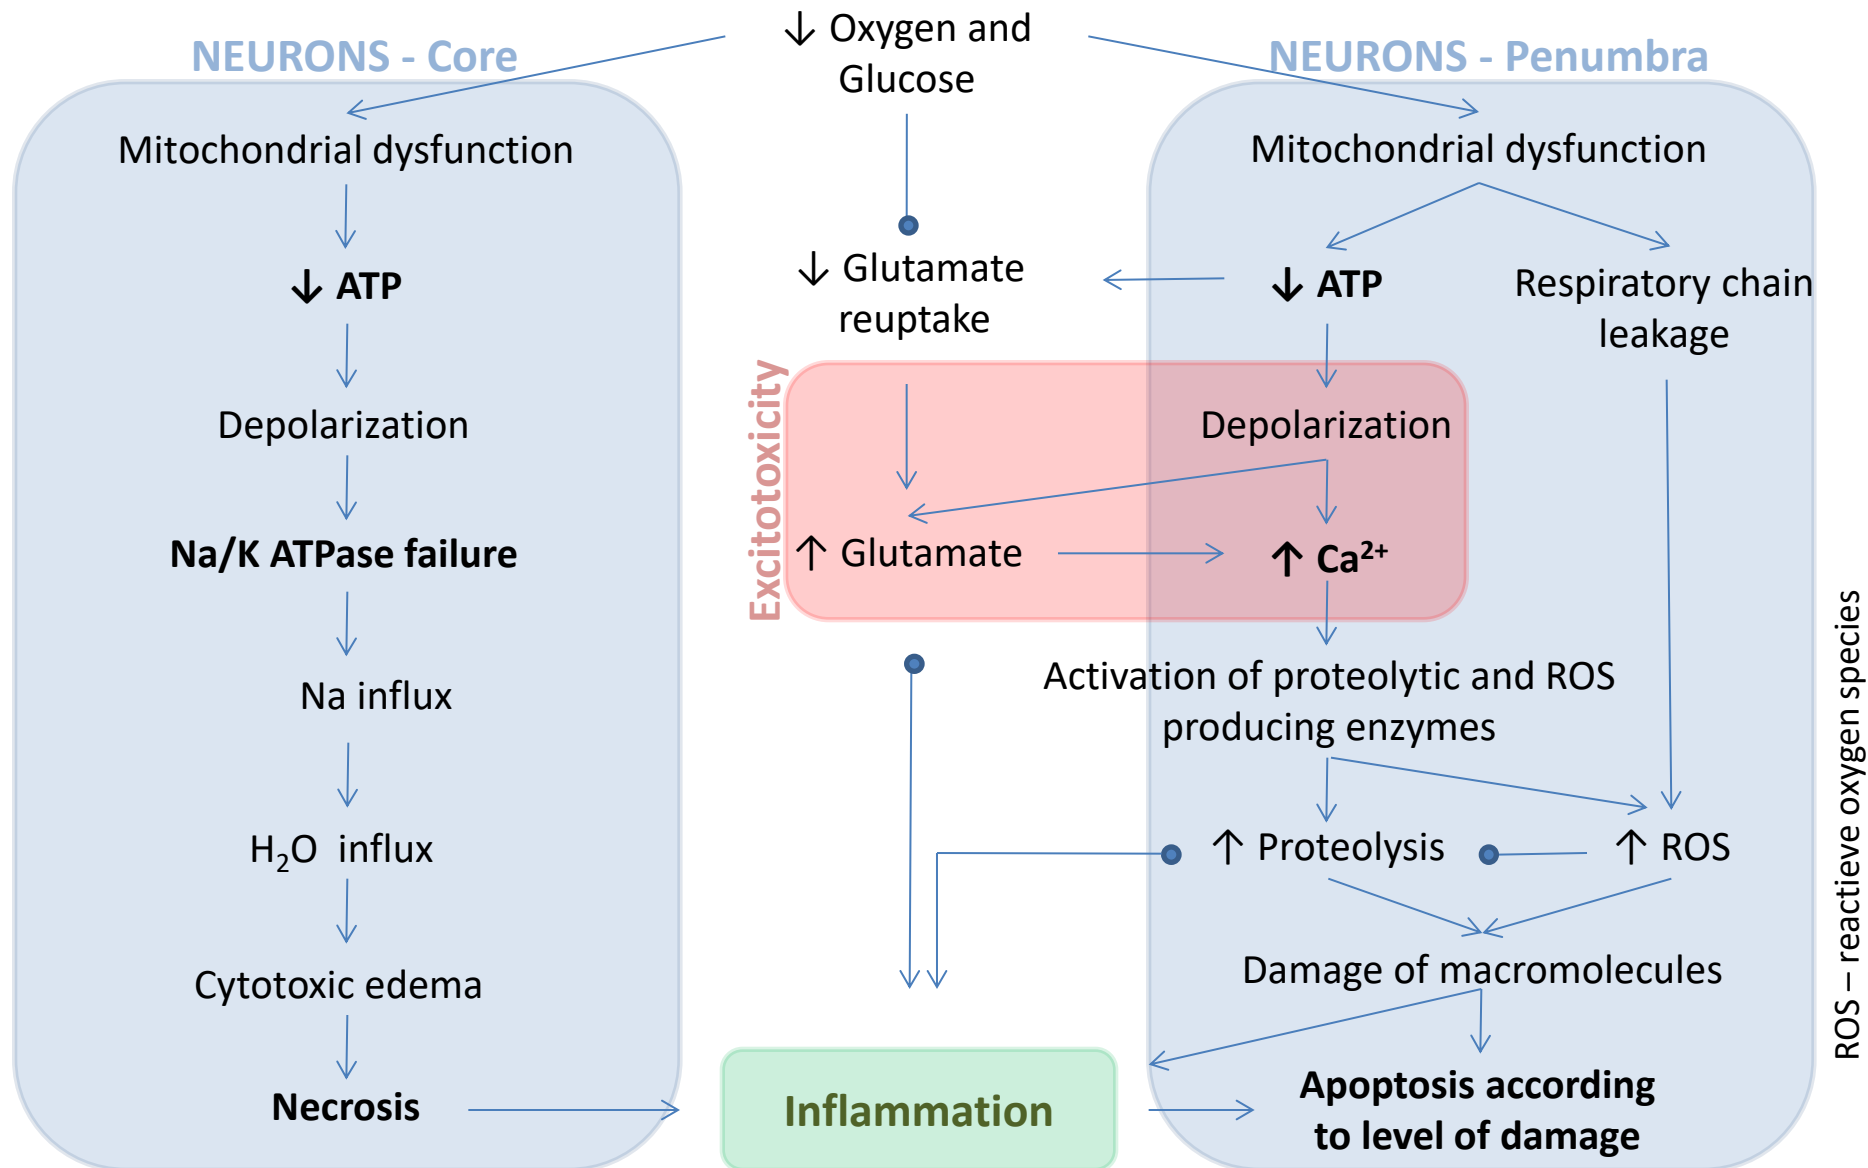 ↓ Oxygen and
Glucose
NEURONS - Core
Mitochondrial dysfunction
↓ ATP
Depolarization
Na/K ATPase failure
Na influx
H₂O influx
Cytotoxic edema
Necrosis
↓ Glutamate
reuptake
Excitotoxicity
↑ Glutamate
Inflammation
NEURONS - Penumbra
Mitochondrial dysfunction
↓ ATP
Respiratory chain
leakage
Depolarization
↑ Ca²⁺
Activation of proteolytic and ROS
producing enzymes
↑ Proteolysis
↑ ROS
Damage of macromolecules
Apoptosis according
to level of damage
ROS – reactieve oxygen species